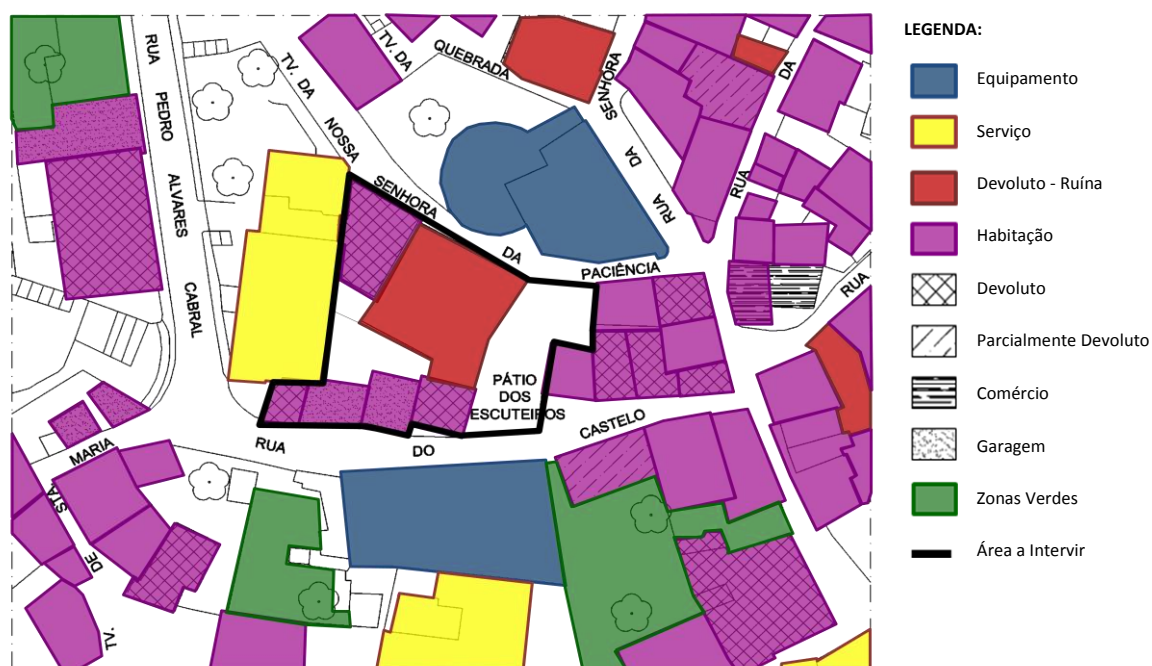 RUA PEDRO ALVARES CABRAL
TV. DA NOSSA SENHORA DA PACIÊNCIA
TV. DA QUEBRADA
RUA DA SENHORA
RUA DA
RUA
PÁTIO
DOS
ESCUTEIROS
RUA DO CASTELO
TV. DE STA. MARIA
LEGENDA:
Equipamento
Serviço
Devoluto - Ruína
Habitação
Devoluto
Parcialmente Devoluto
Comércio
Garagem
Zonas Verdes
Área a Intervir